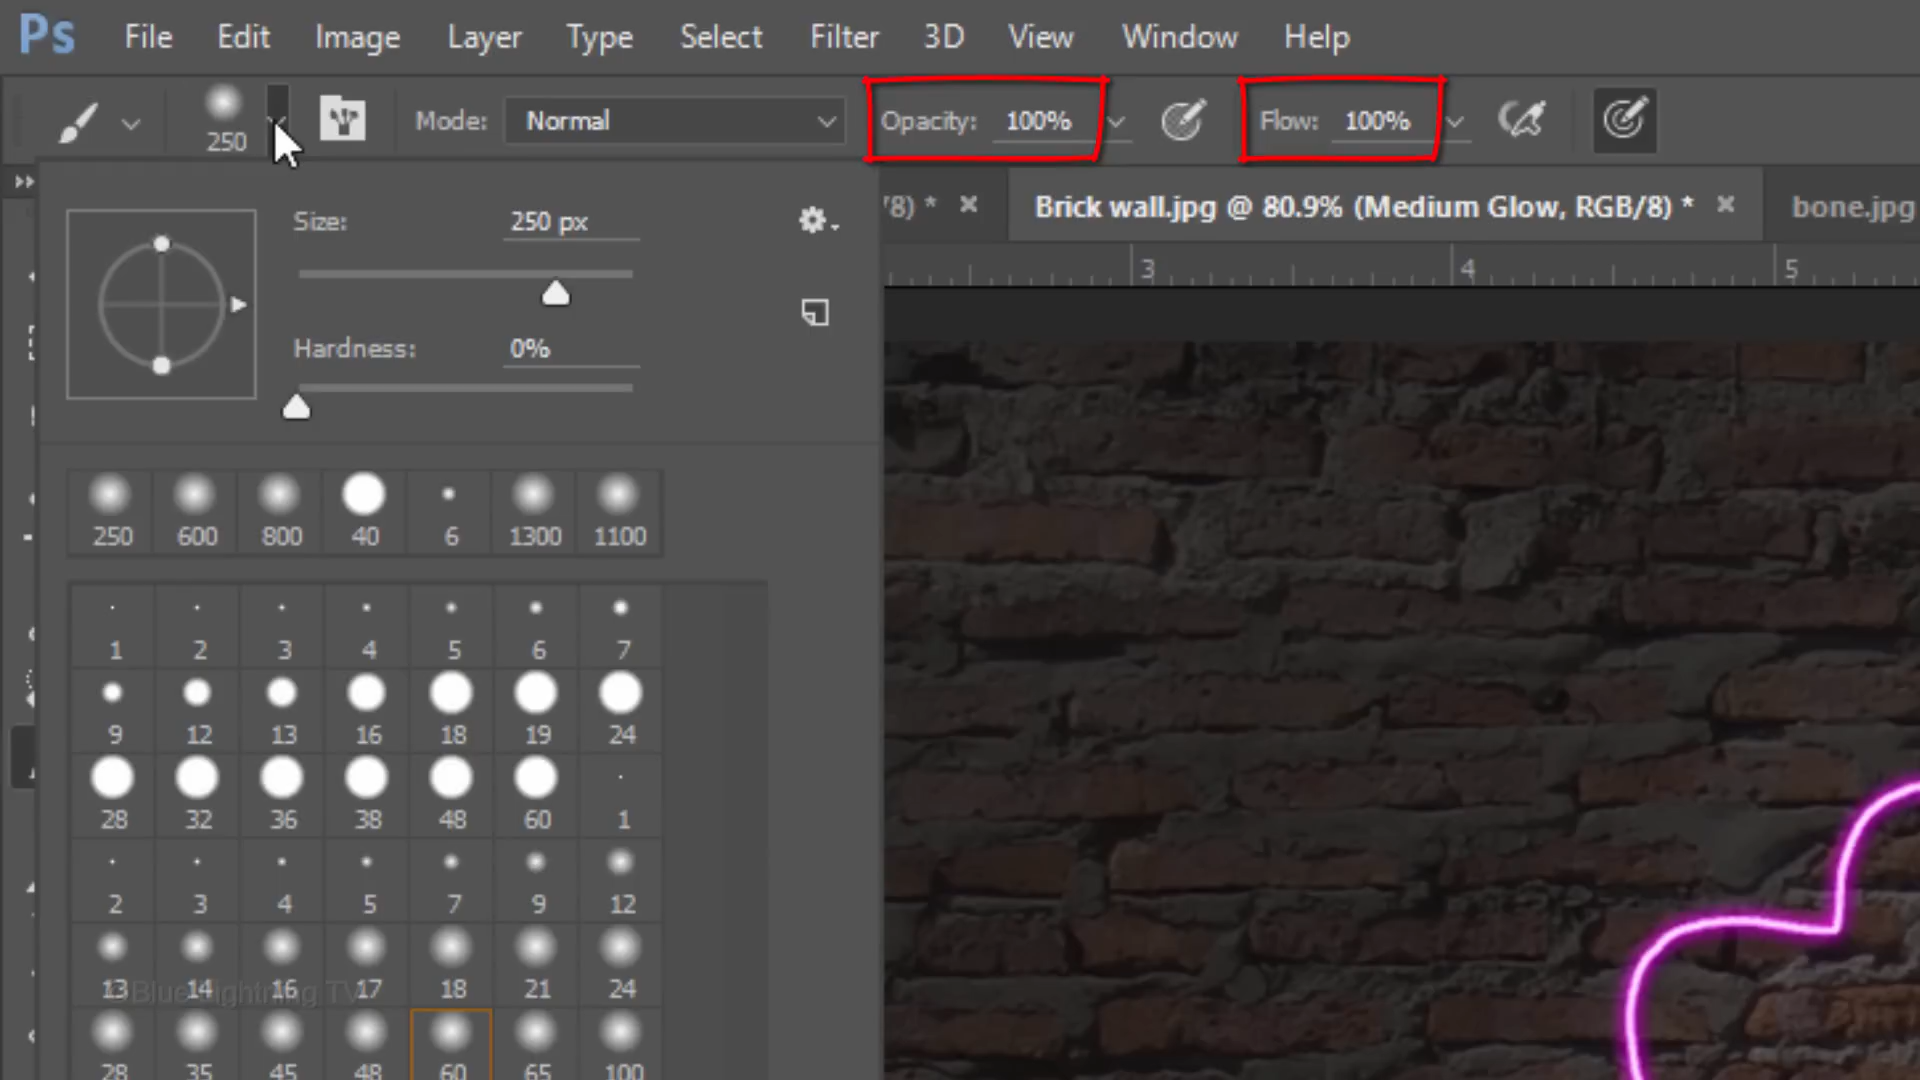 Ps File Edit Image Layer Type Select Filter 3D View Window Help
250 Mode: Normal Opacity: 100% Flow: 100%
/8) * × Brick wall.jpg @ 80.9% (Medium Glow, RGB/8) * × bone.jpg
Size: 250 px
3 4 5
Hardness: 0%
250 600 800 40 6 1300 1100
1 2 3 4 5 6 7
9 12 13 16 18 19 24
28 32 36 38 48 60 1
2 3 4 5 7 9 12
13 14 16 17 18 21 24
©Blue Lightning TV
28 35 45 48 60 65 100